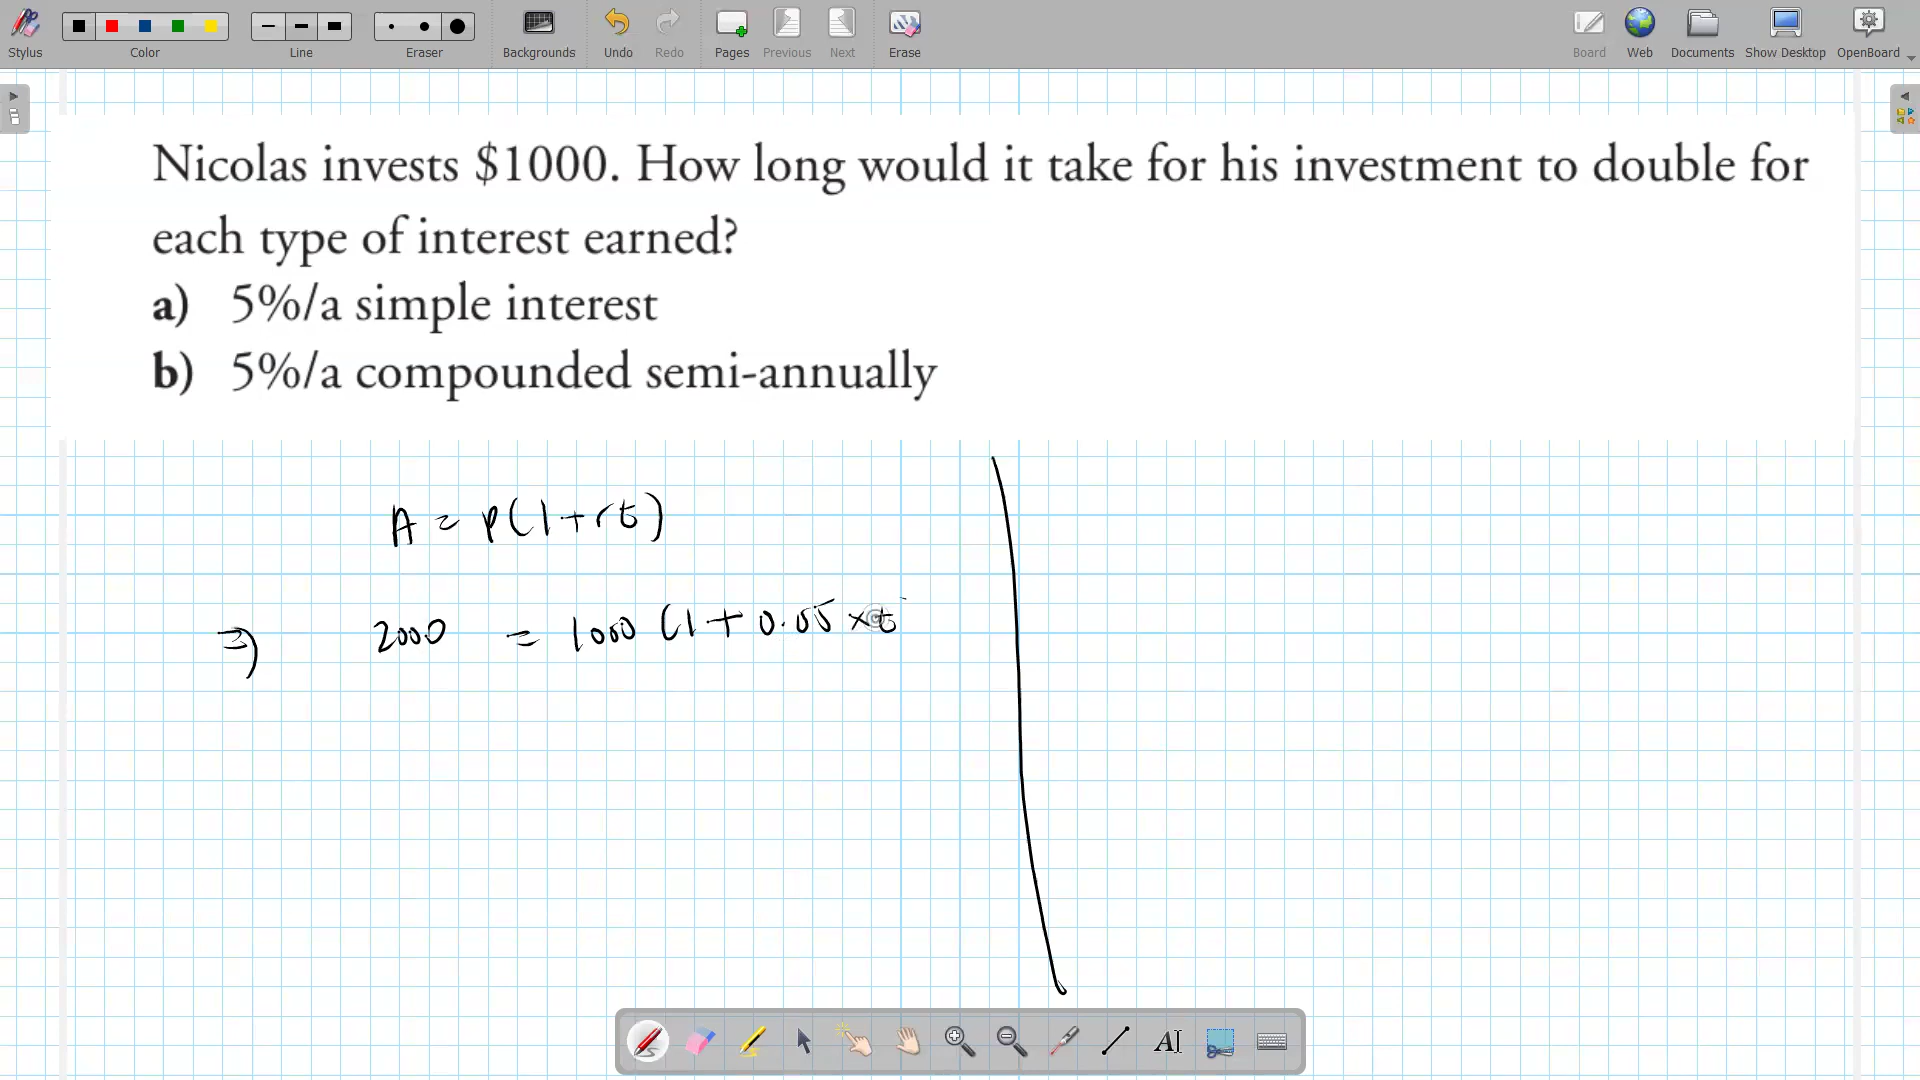 Stylus Color Line Eraser Backgrounds Undo Redo Pages Previous Next Erase Board Web Documents Show Desktop OpenBoard
Nicolas invests $1000. How long would it take for his investment to double for
each type of interest earned?
a) 5%/a simple interest
b) 5%/a compounded semi-annually
A = P(1+rt)
⇒ 2000 = 1000 (1 + 0.05 × t